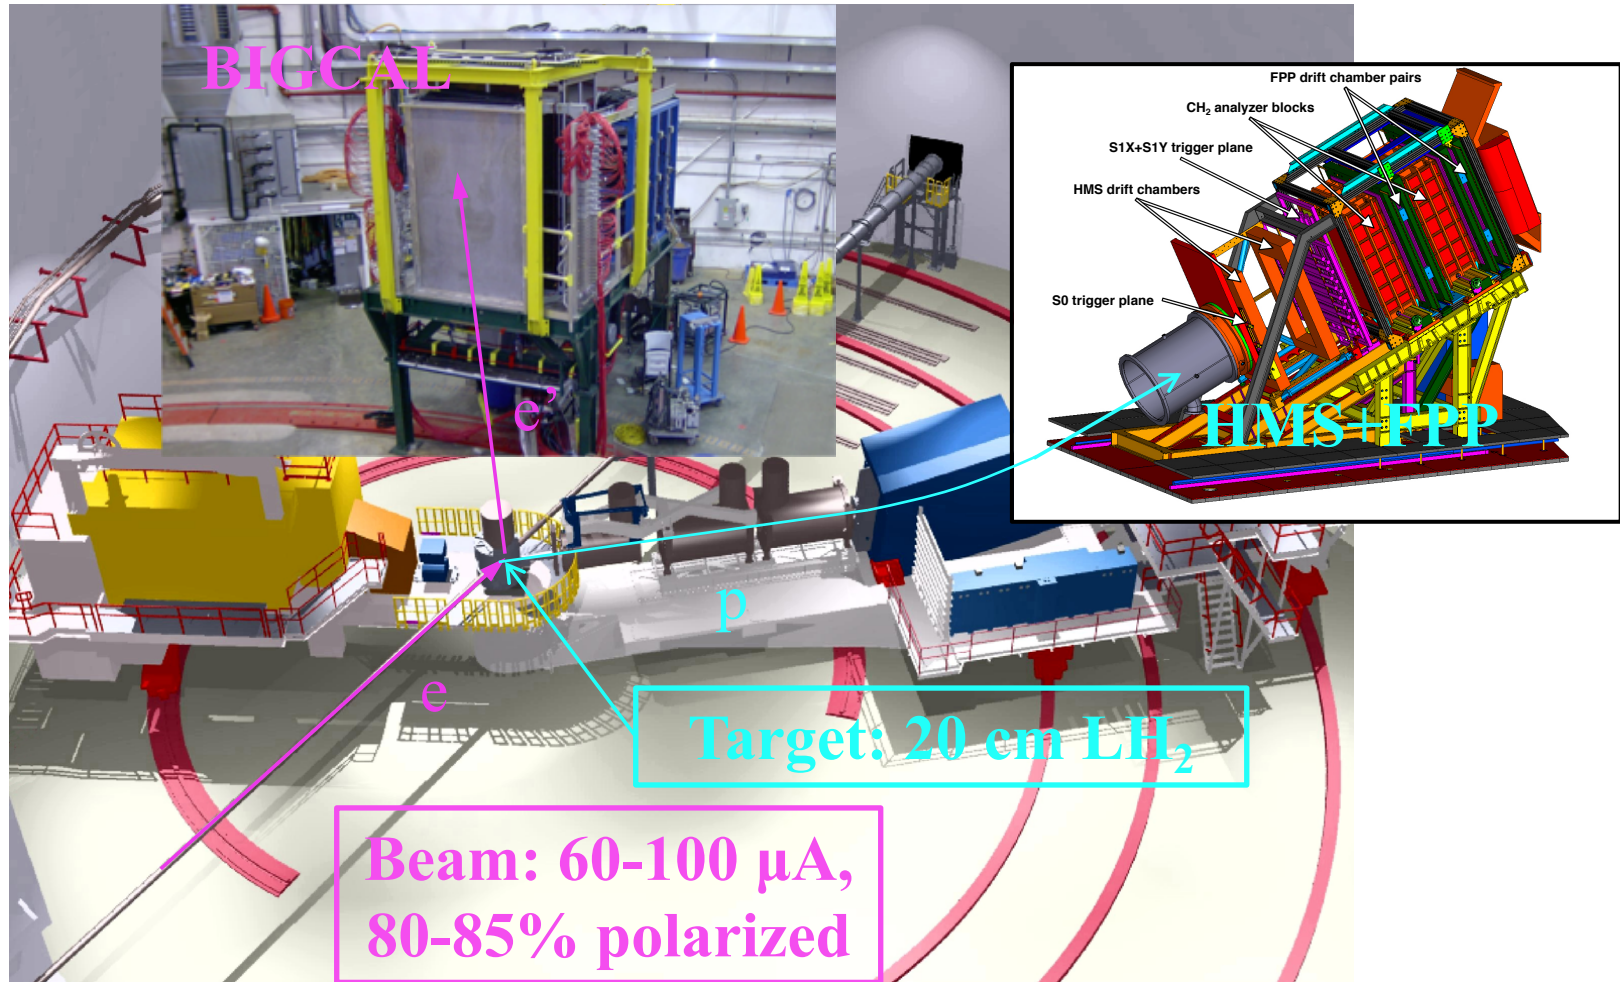 BIGCAL
FPP drift chamber pairs
CH₂ analyzer blocks
S1X+S1Y trigger plane
HMS drift chambers
S0 trigger plane
HMS+FPP
e’
p
e
Target: 20 cm LH₂
Beam: 60-100 μA,
80-85% polarized